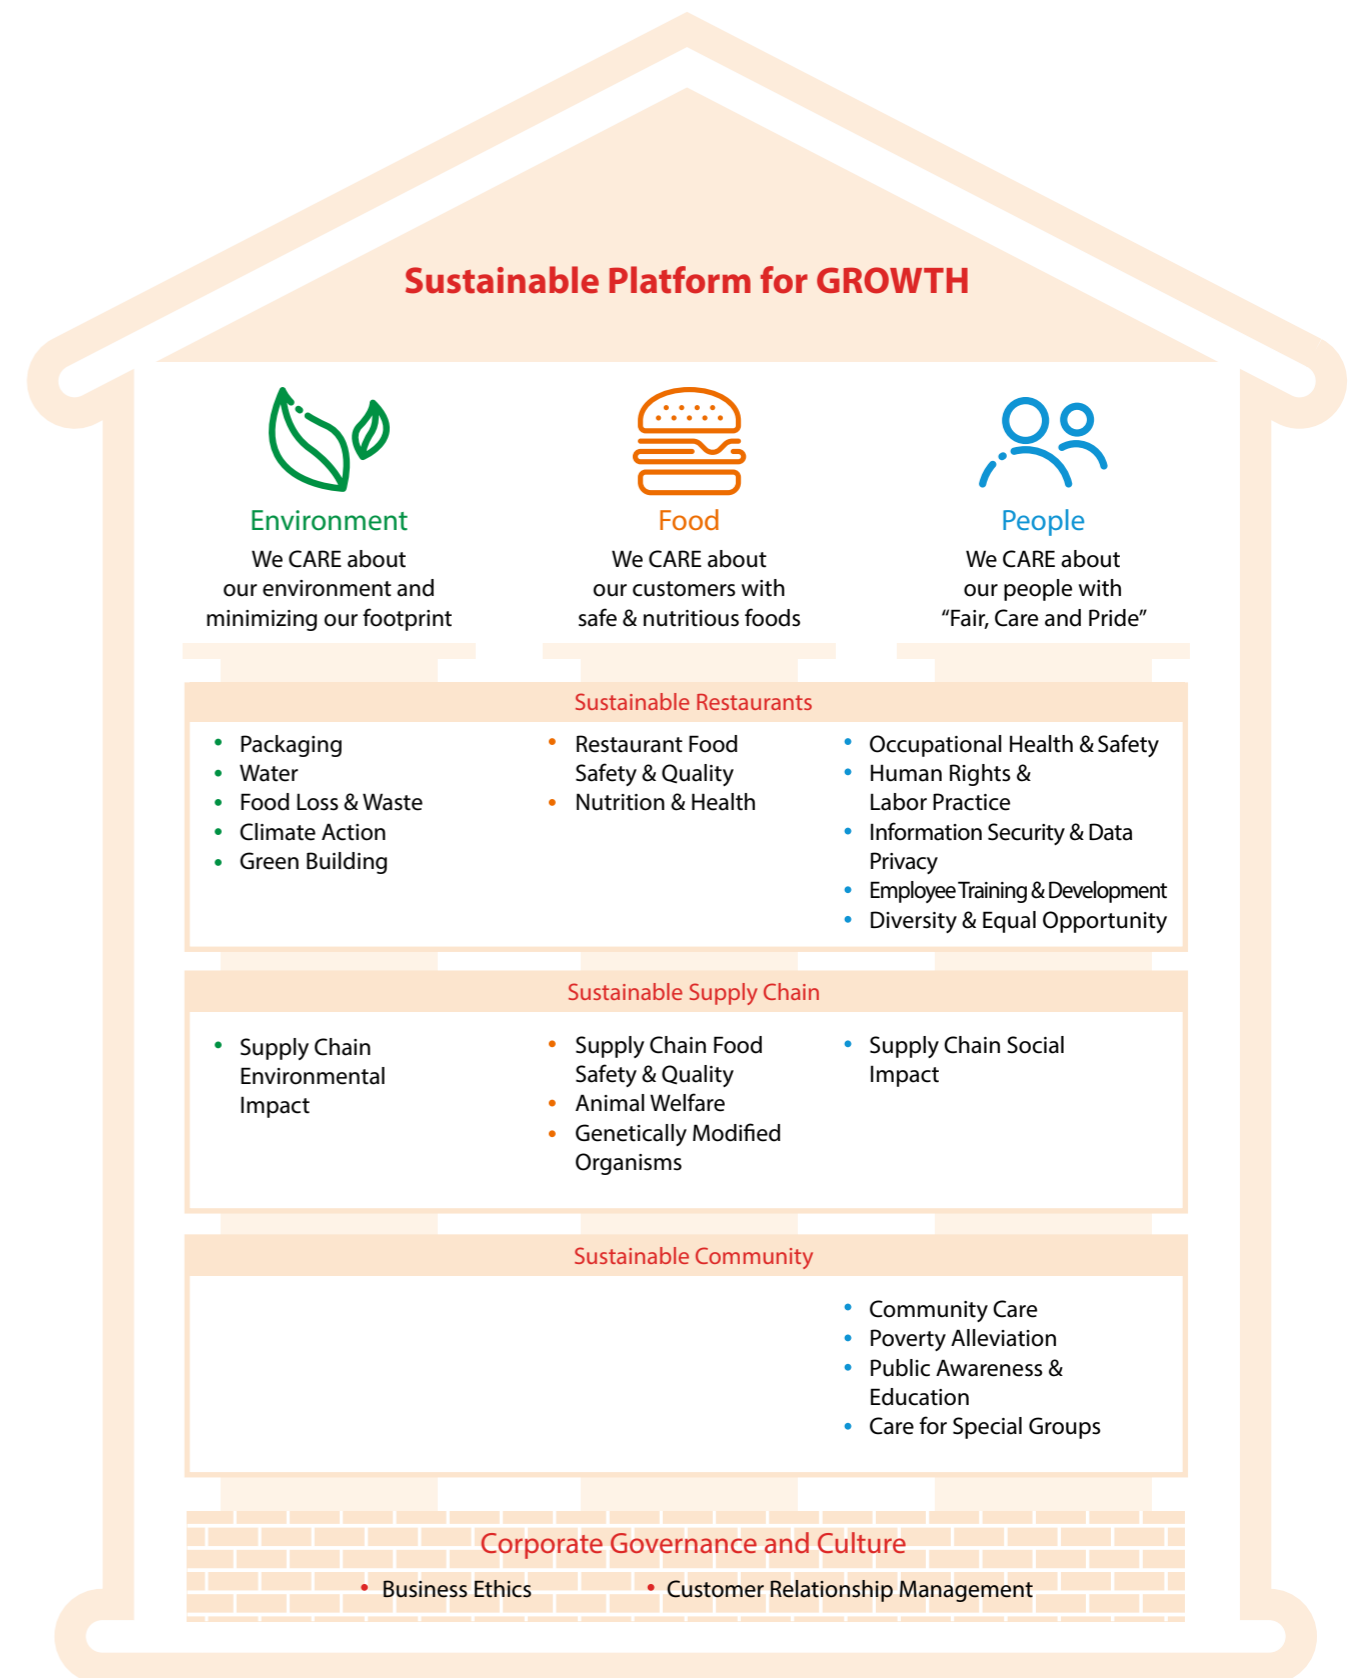 Sustainable Platform for GROWTH
Environment
We CARE about
our environment and
minimizing our footprint
Food
We CARE about
our customers with
safe & nutritious foods
People
We CARE about
our people with
“Fair, Care and Pride”
Sustainable Restaurants
• Packaging
• Water
• Food Loss & Waste
• Climate Action
• Green Building
• Restaurant Food
Safety & Quality
• Nutrition & Health
• Occupational Health & Safety
• Human Rights &
Labor Practice
• Information Security & Data
Privacy
• Employee Training & Development
• Diversity & Equal Opportunity
Sustainable Supply Chain
• Supply Chain
Environmental
Impact
• Supply Chain Food
Safety & Quality
• Animal Welfare
• Genetically Modified
Organisms
• Supply Chain Social
Impact
Sustainable Community
• Community Care
• Poverty Alleviation
• Public Awareness &
Education
• Care for Special Groups
Corporate Governance and Culture
• Business Ethics
• Customer Relationship Management